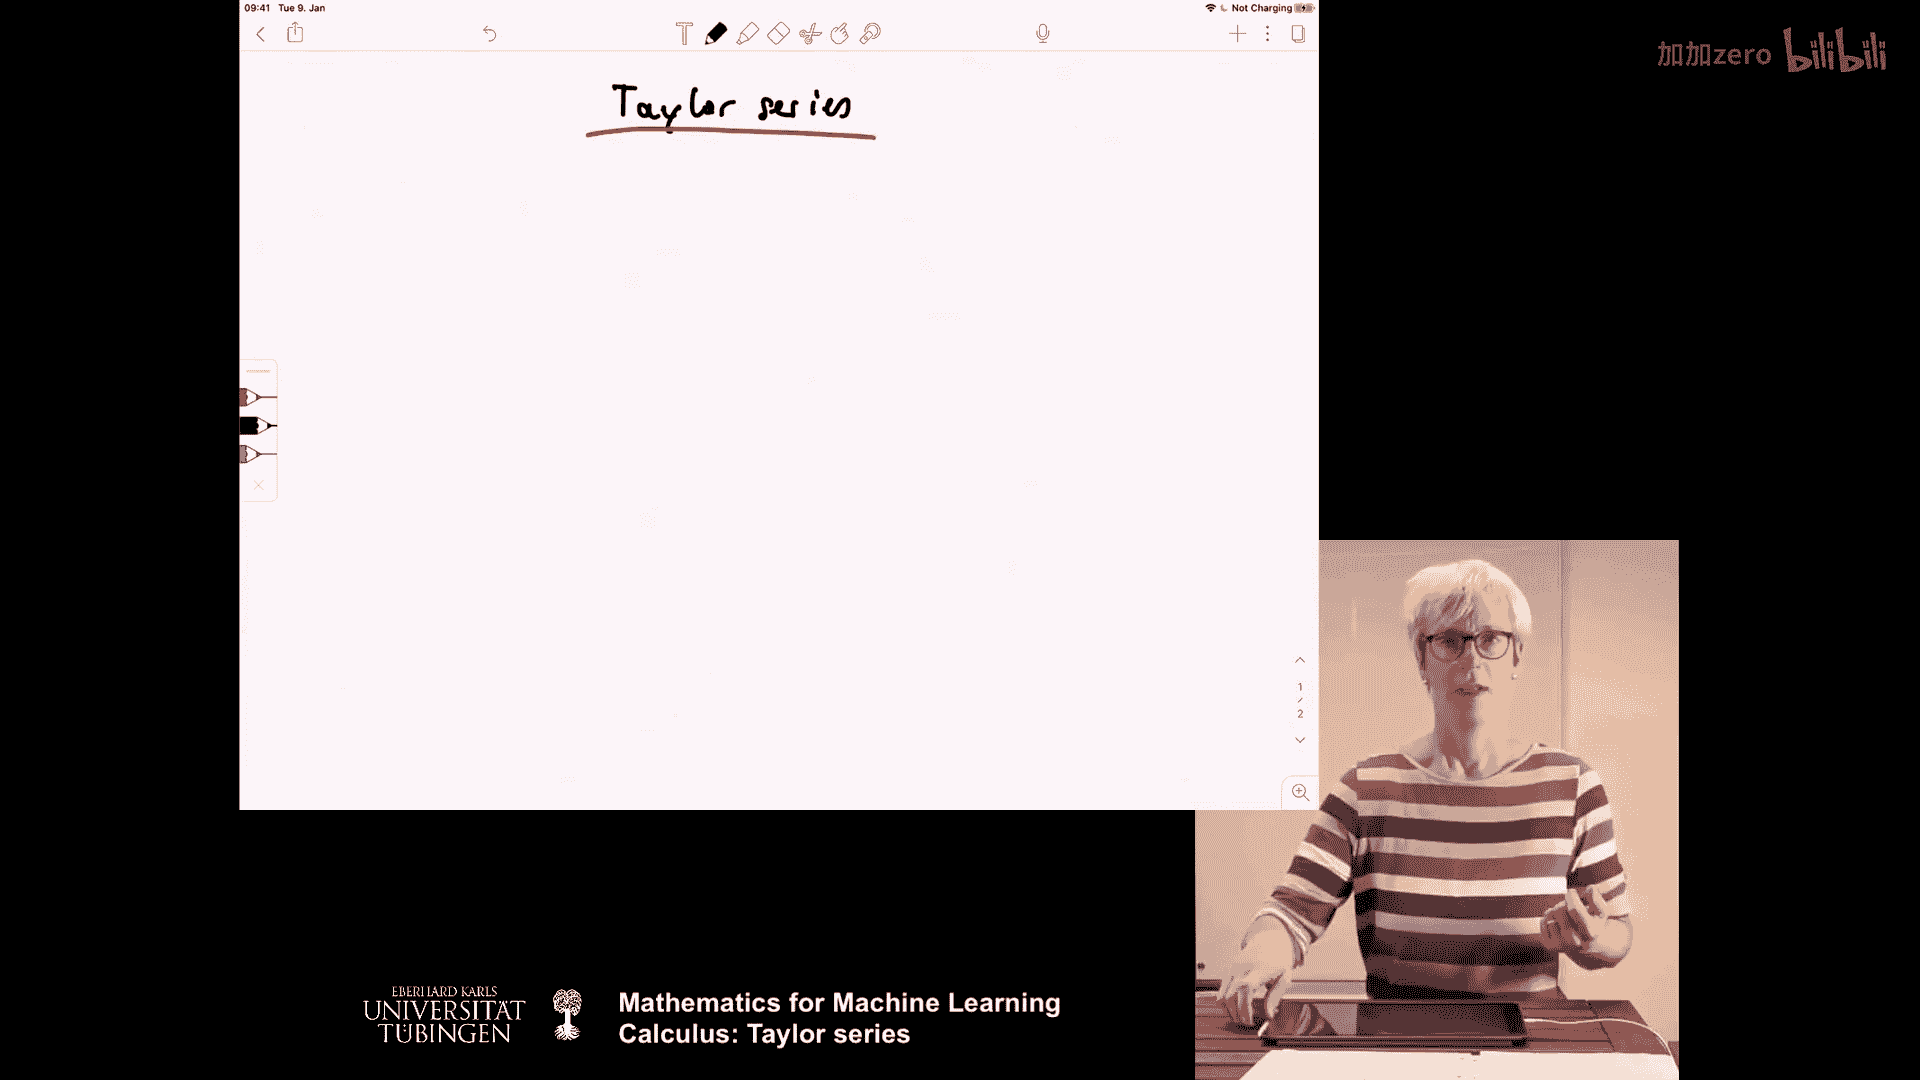 09:41 Tue 9. Jan
Not Charging
加加zero bilibili
T
Taylor series
1
/
2
EBERHARD KARLS
UNIVERSITÄT
TÜBINGEN
Mathematics for Machine Learning
Calculus: Taylor series